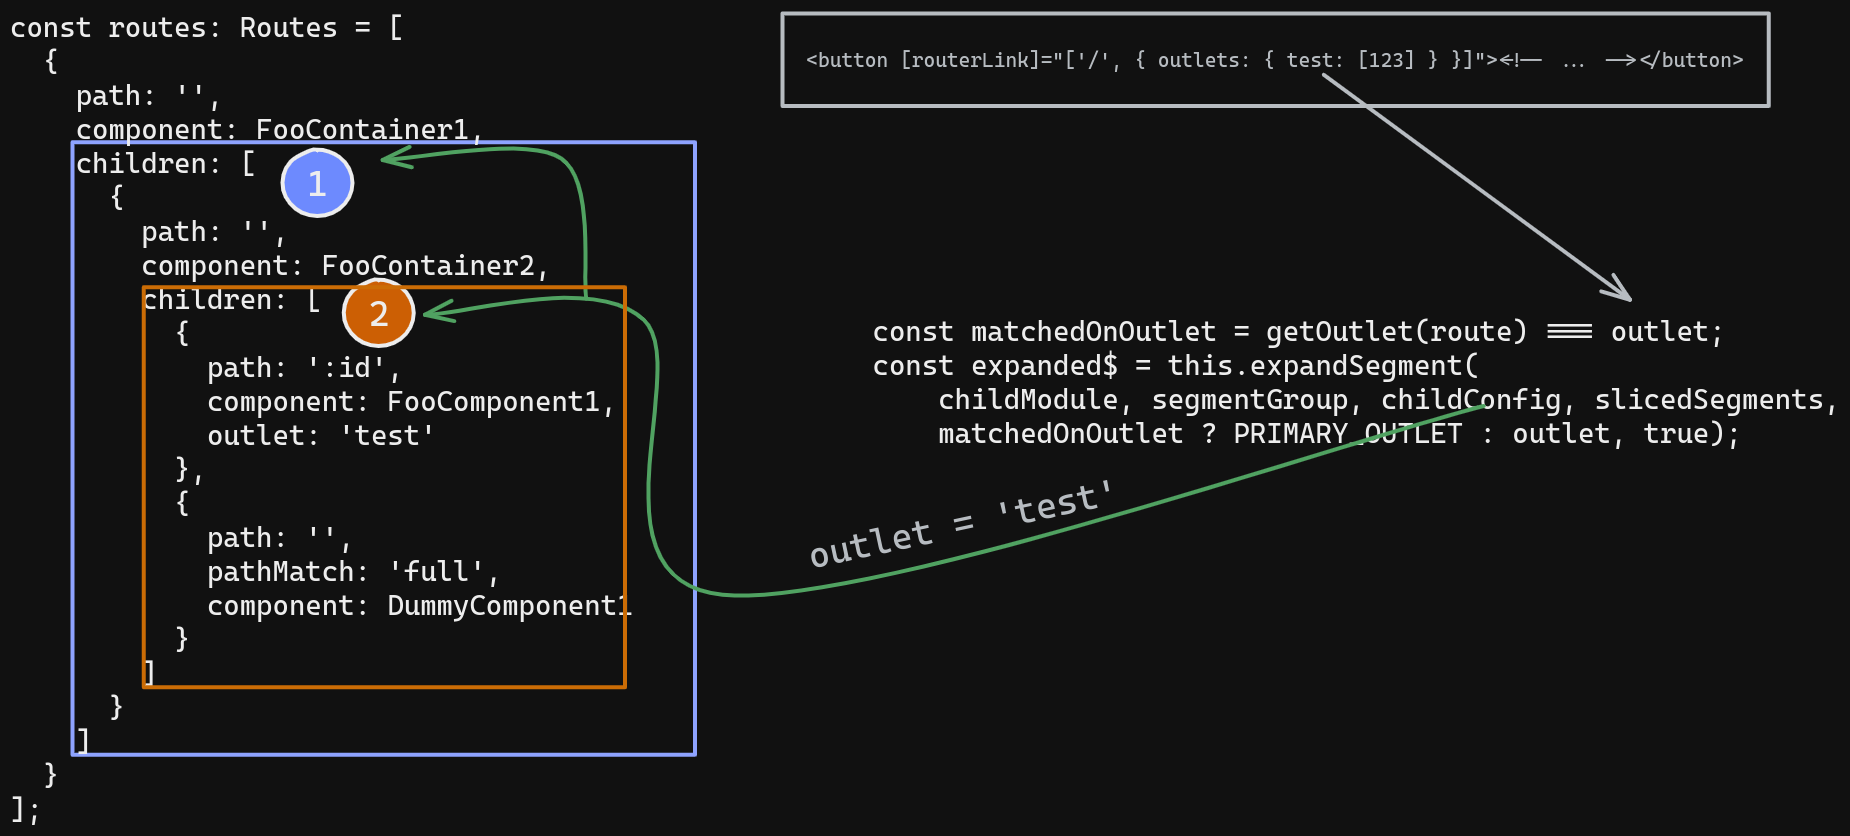 const routes: Routes = [
  {
    path: '',
    component: FooContainer1,
    children: [
      {
        path: '',
        component: FooContainer2,
        children: [
          {
            path: ':id',
            component: FooComponent1,
            outlet: 'test'
          },
          {
            path: '',
            pathMatch: 'full',
            component: DummyComponent1
          }
        ]
      }
    ]
  }
];
1
2
<button [routerLink]="['/', { outlets: { test: [123] } }]"><!-- ... --></button>
const matchedOnOutlet = getOutlet(route) === outlet;
const expanded$ = this.expandSegment(
    childModule, segmentGroup, childConfig, slicedSegments,
    matchedOnOutlet ? PRIMARY_OUTLET : outlet, true);
outlet = 'test'